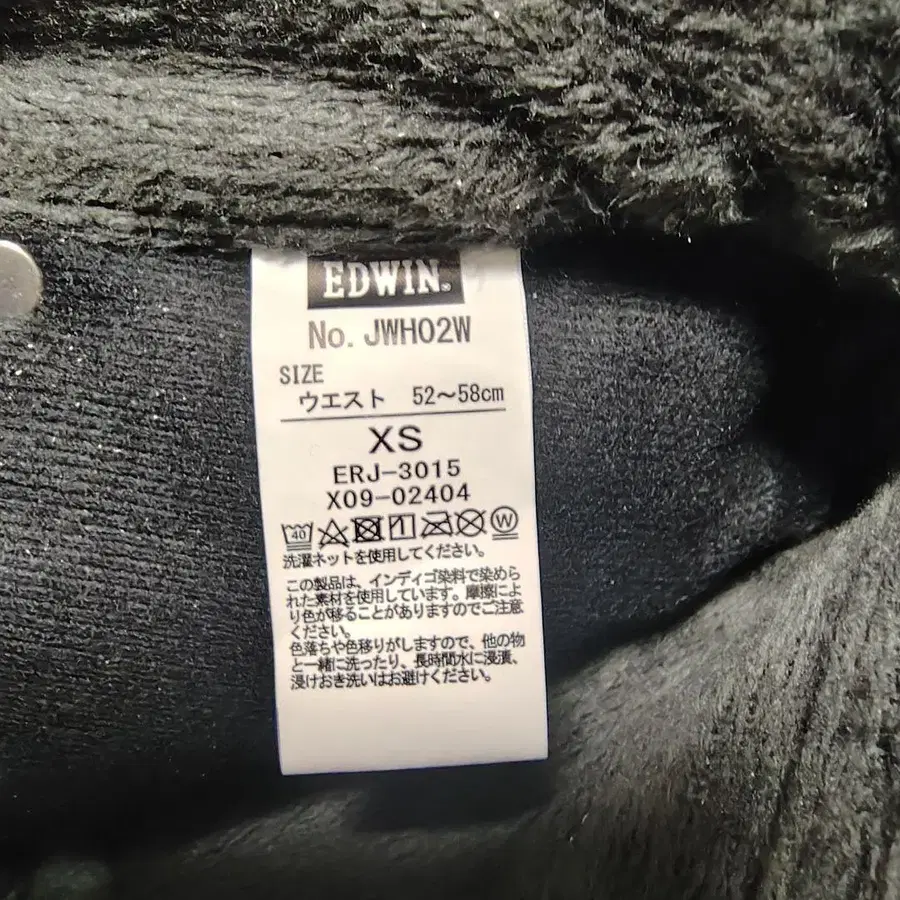 EDWIN®
No. JWH02W
SIZE
ウエスト 52～58cm
XS
ERJ-3015
X09-02404
40 W
洗濯ネットを使用してください。
この製品は、インディゴ染料で染めら
れた素材を使用しています。摩擦によ
り色が移ることがありますのでご注意
ください。
色落ちや色移りがしますので、他の物
と一緒に洗ったり、長時間水に浸漬、
浸けおき洗いはお避けください。